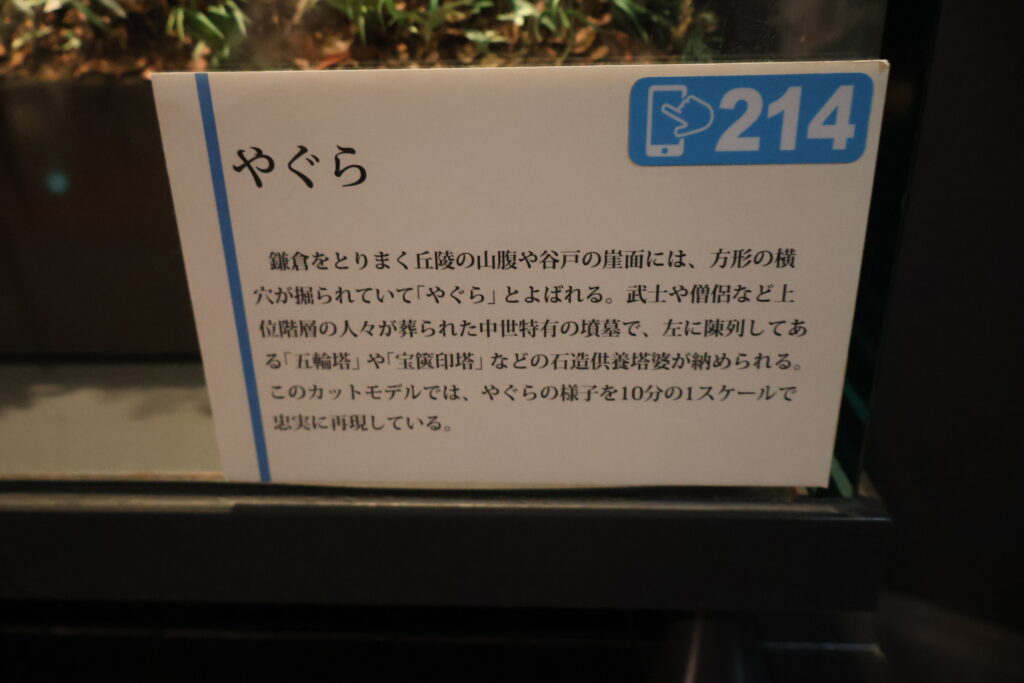 214
やぐら
鎌倉をとりまく丘陵の山腹や谷戸の崖面には、方形の横
穴が掘られていて「やぐら」とよばれる。武士や僧侶など上
位階層の人々が葬られた中世特有の墳墓で、左に陳列してあ
る「五輪塔」や「宝篋印塔」などの石造供養塔婆が納められる。
このカットモデルでは、やぐらの様子を10分の1スケールで
忠実に再現している。